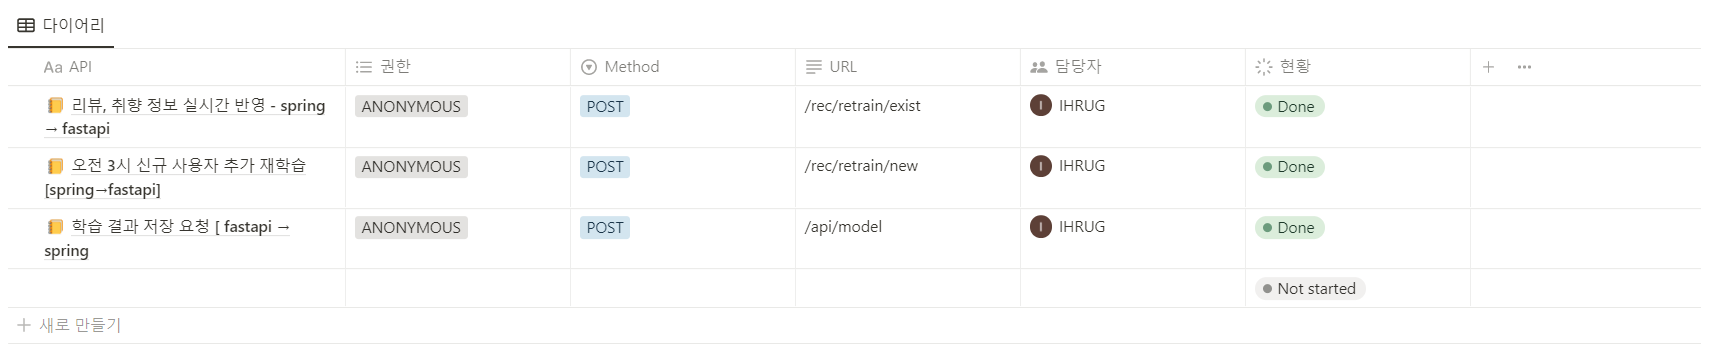 다이어리
Aa API 권한 Method URL 담당자 현황
리뷰, 취향 정보 실시간 반영 - spring ANONYMOUS POST /rec/retrain/exist I IHRUG Done
→ fastapi
오전 3시 신규 사용자 추가 재학습 ANONYMOUS POST /rec/retrain/new I IHRUG Done
[spring→fastapi]
학습 결과 저장 요청 [ fastapi → ANONYMOUS POST /api/model I IHRUG Done
spring
Not started
+ 새로 만들기